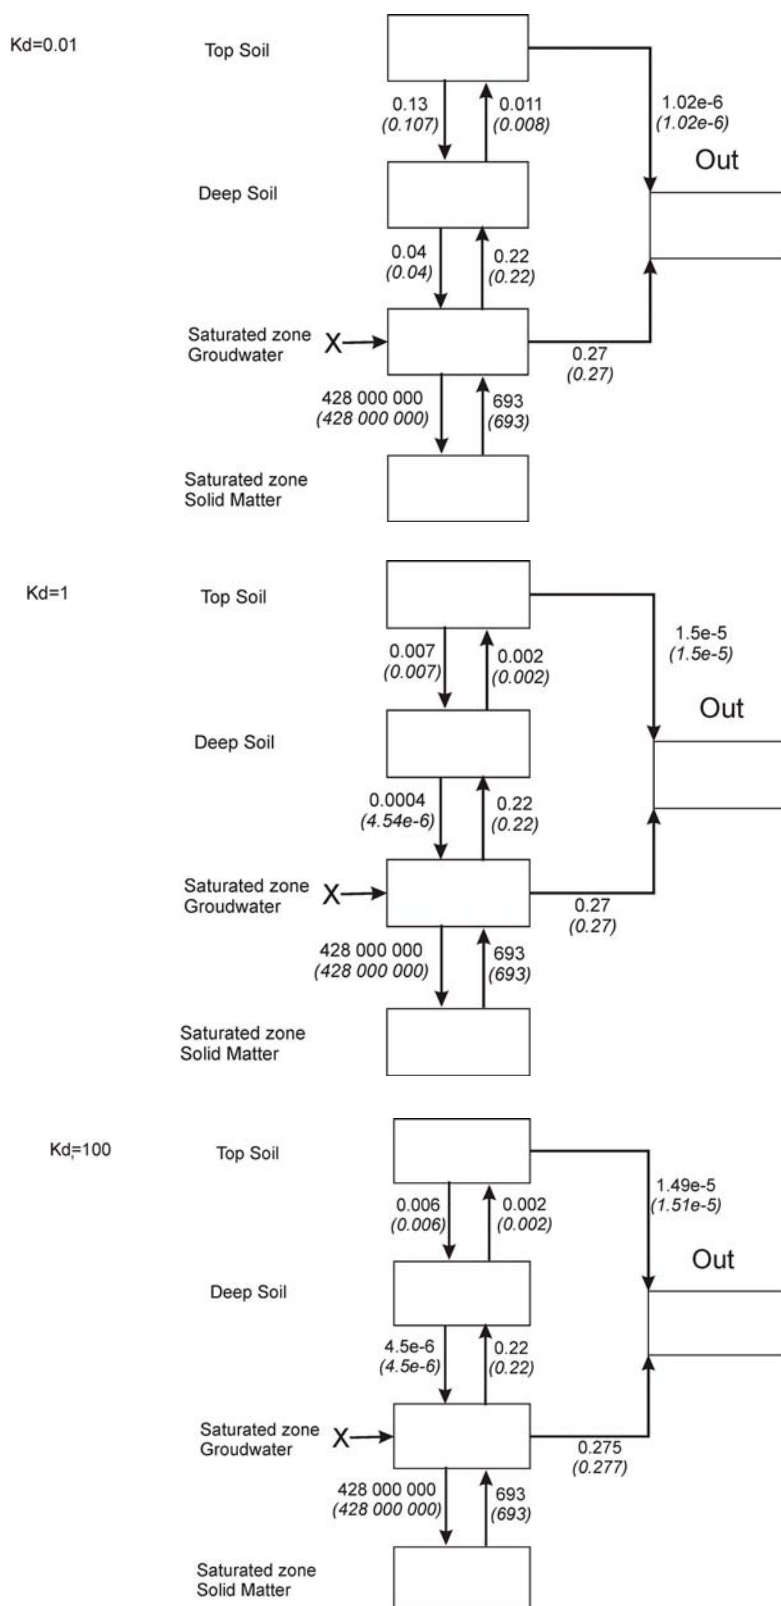 Kd=0.01
Top Soil
0.13
(0.107)
0.011
(0.008)
1.02e-6
(1.02e-6)
Out
Deep Soil
0.04
(0.04)
0.22
(0.22)
Saturated zone
Groudwater
X
0.27
(0.27)
428 000 000
(428 000 000)
693
(693)
Saturated zone
Solid Matter
Kd=1
Top Soil
0.007
(0.007)
0.002
(0.002)
1.5e-5
(1.5e-5)
Out
Deep Soil
0.0004
(4.54e-6)
0.22
(0.22)
Saturated zone
Groudwater
X
0.27
(0.27)
428 000 000
(428 000 000)
693
(693)
Saturated zone
Solid Matter
Kd;=100
Top Soil
0.006
(0.006)
0.002
(0.002)
1.49e-5
(1.51e-5)
Out
Deep Soil
4.5e-6
(4.5e-6)
0.22
(0.22)
Saturated zone
Groudwater
X
0.275
(0.277)
428 000 000
(428 000 000)
693
(693)
Saturated zone
Solid Matter